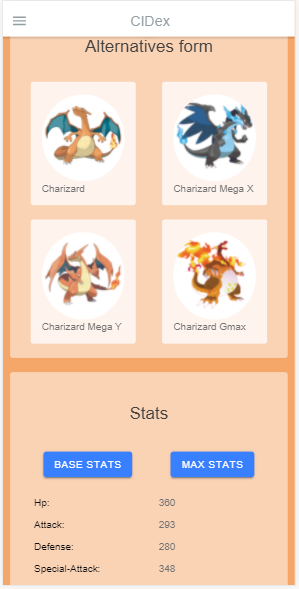 CIDex
Alternatives form
Charizard
Charizard Mega X
Charizard Mega Y
Charizard Gmax
Stats
BASE STATS
MAX STATS
Hp: 360
Attack: 293
Defense: 280
Special-Attack: 348